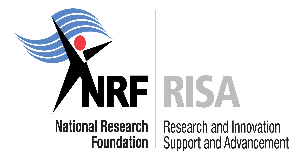 NRF RISA
National Research Foundation
Research and Innovation Support and Advancement